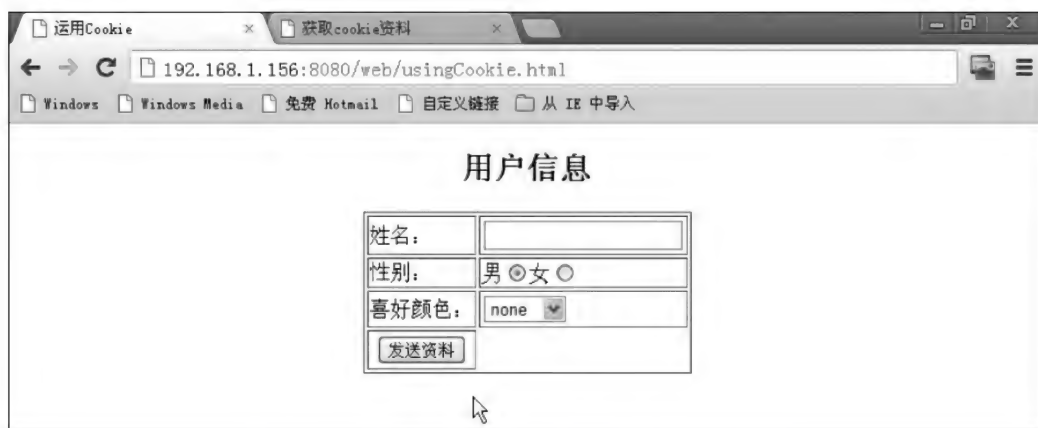 运用Cookie × 获取cookie资料 ×
192.168.1.156:8080/web/usingCookie.html
Windows Windows Media 免费 Hotmail 自定义链接 从 IE 中导入
用户信息
姓名:
性别: 男 女
喜好颜色: none
发送资料